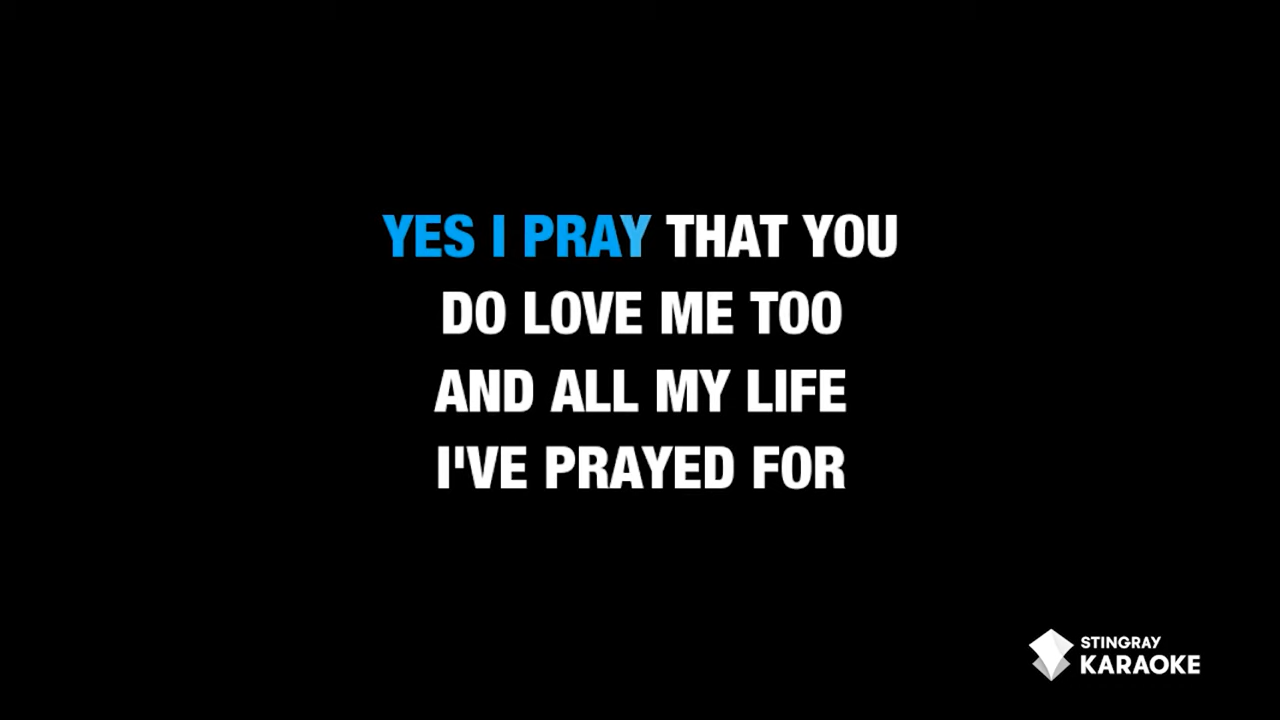 YES I PRAY THAT YOU
DO LOVE ME TOO
AND ALL MY LIFE
I'VE PRAYED FOR
STINGRAY
KARAOKE